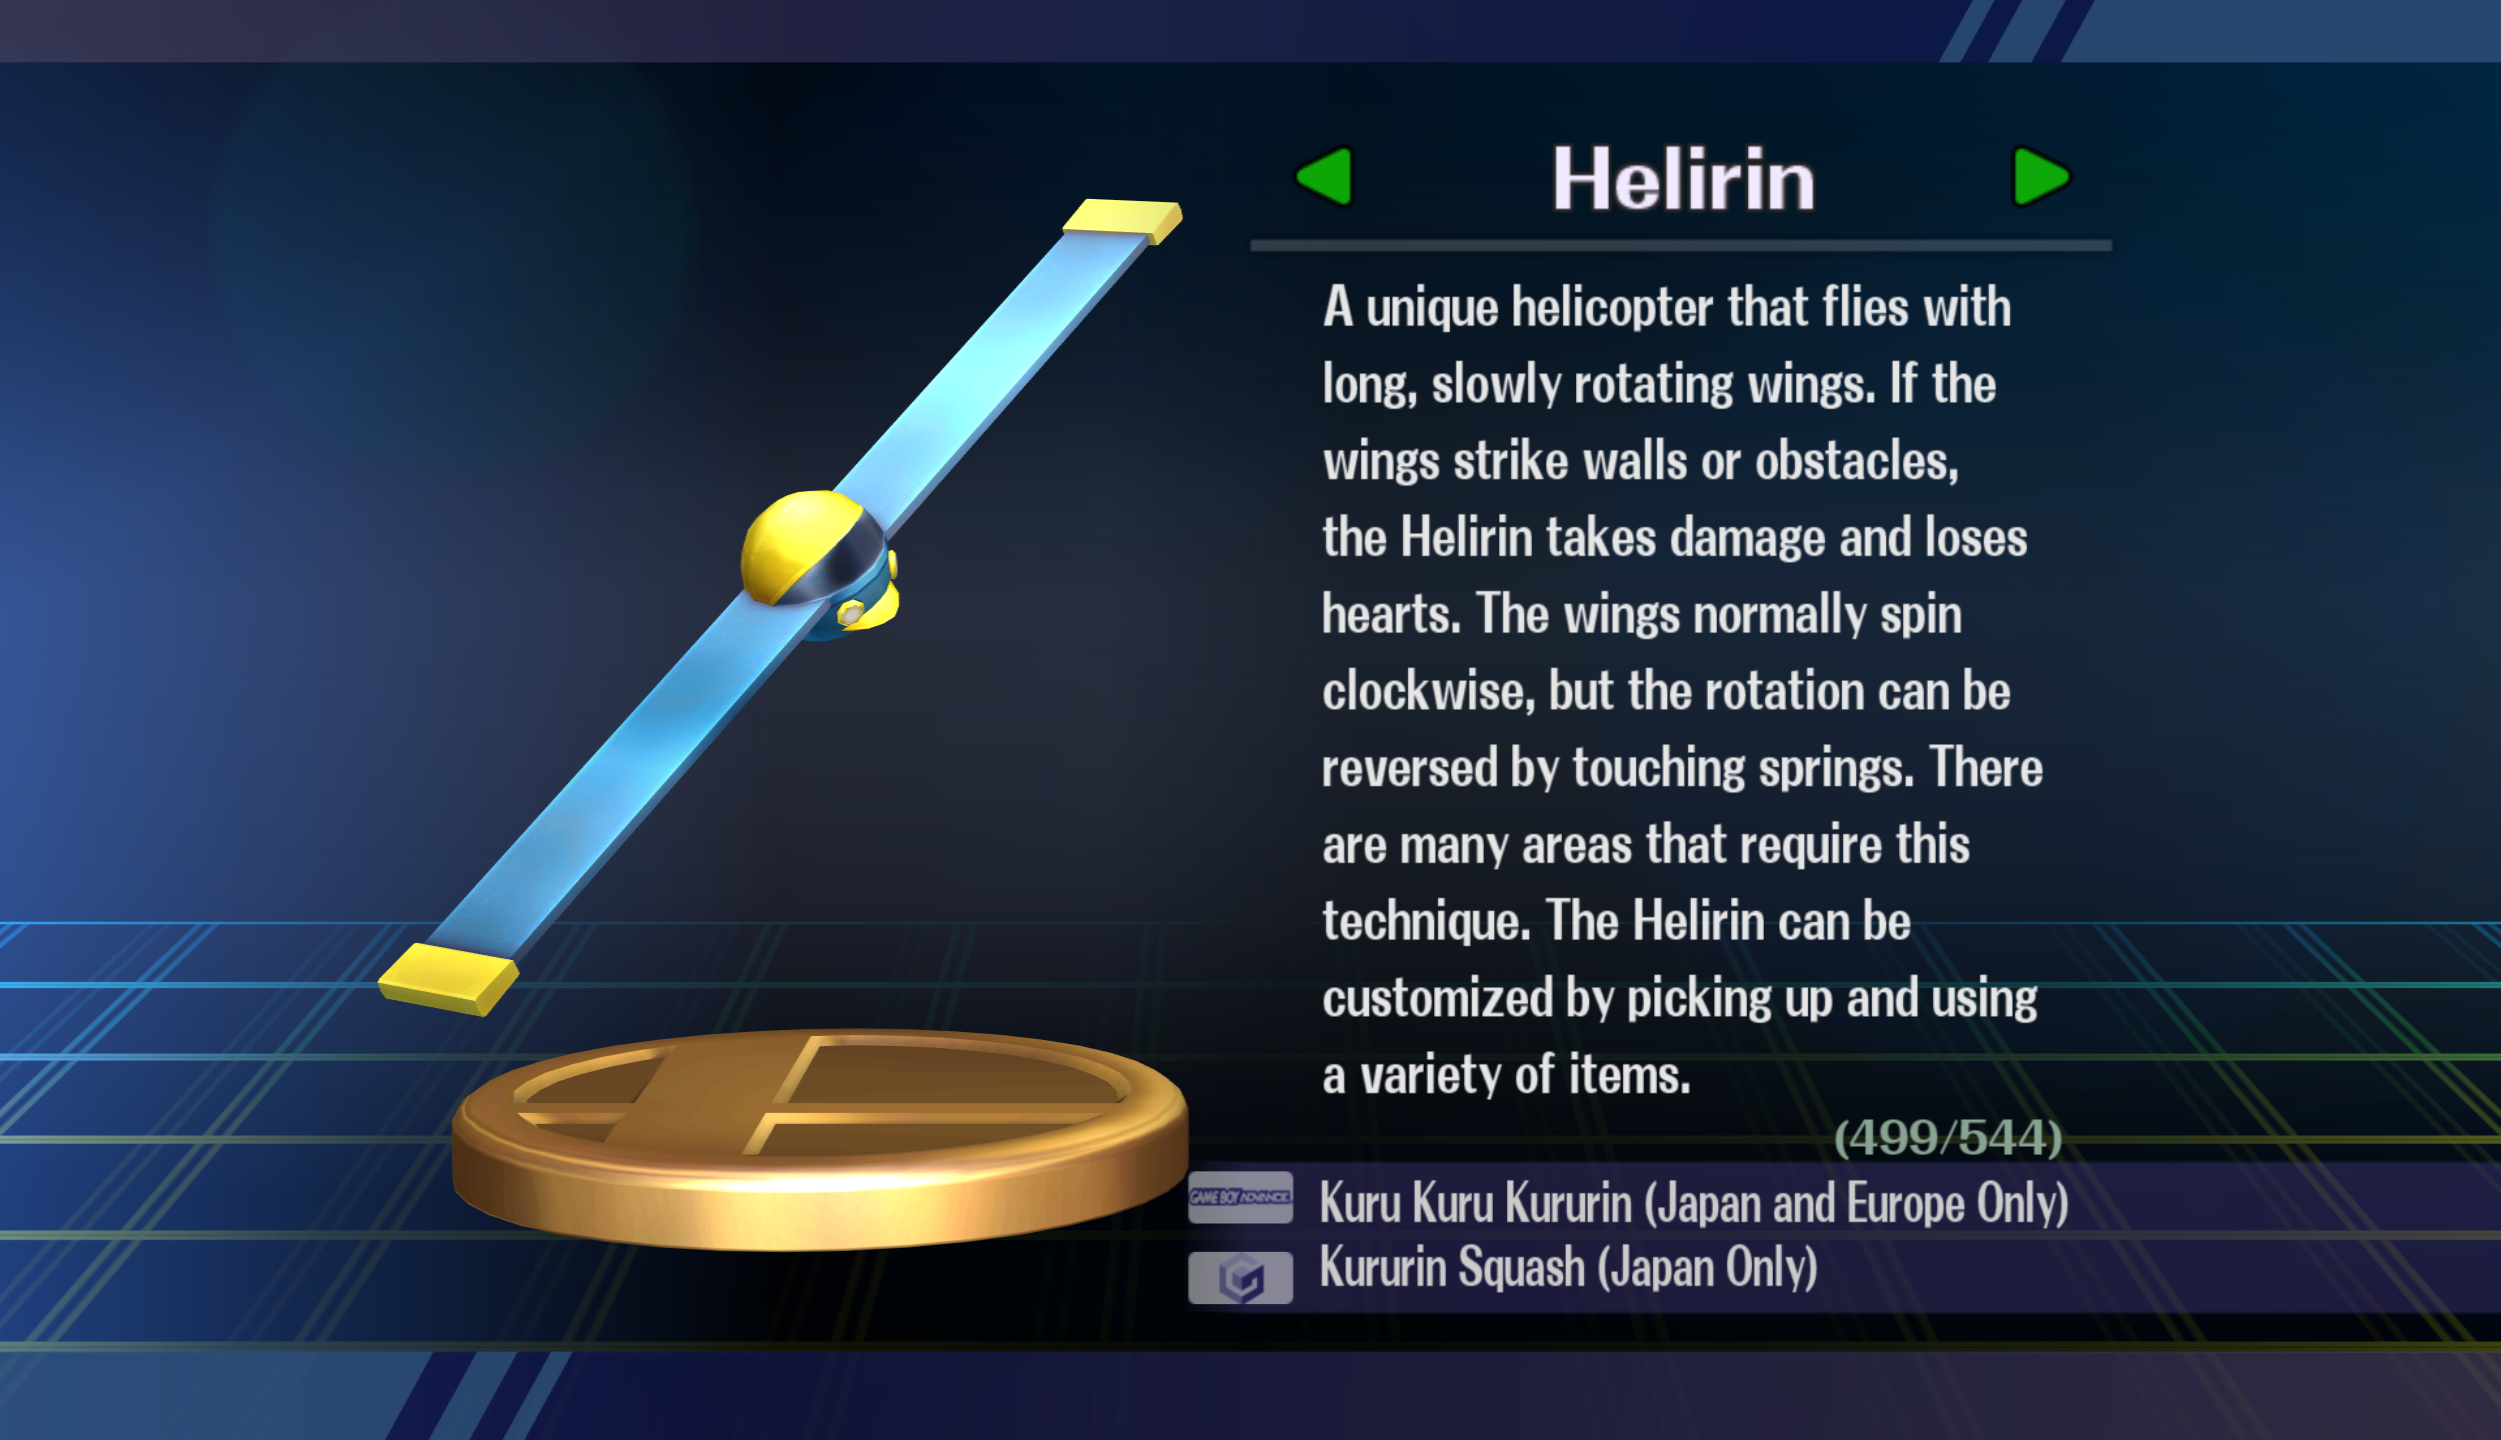 Helirin
A unique helicopter that flies with
long, slowly rotating wings. If the
wings strike walls or obstacles,
the Helirin takes damage and loses
hearts. The wings normally spin
clockwise, but the rotation can be
reversed by touching springs. There
are many areas that require this
technique. The Helirin can be
customized by picking up and using
a variety of items.
(499/544)
GAME BOY ADVANCE
Kuru Kuru Kururin (Japan and Europe Only)
Kururin Squash (Japan Only)